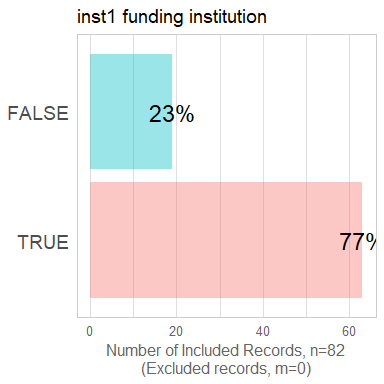 inst1 funding institution
FALSE
23%
TRUE
77%
0 20 40 60
Number of Included Records, n=82
(Excluded records, m=0)